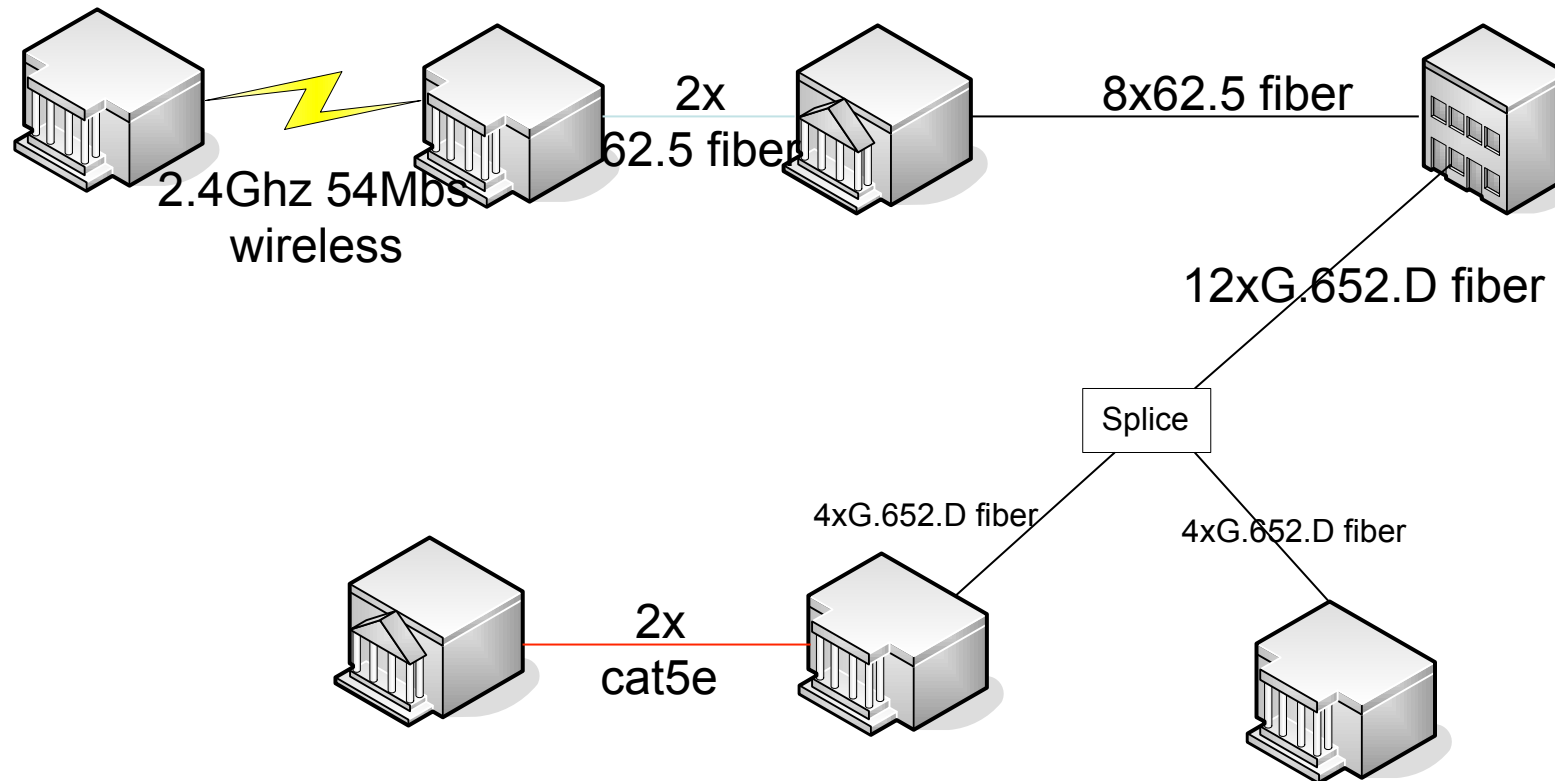 2x
62.5 fiber
8x62.5 fiber
2.4Ghz 54Mbs
wireless
12xG.652.D fiber
Splice
4xG.652.D fiber
4xG.652.D fiber
2x
cat5e